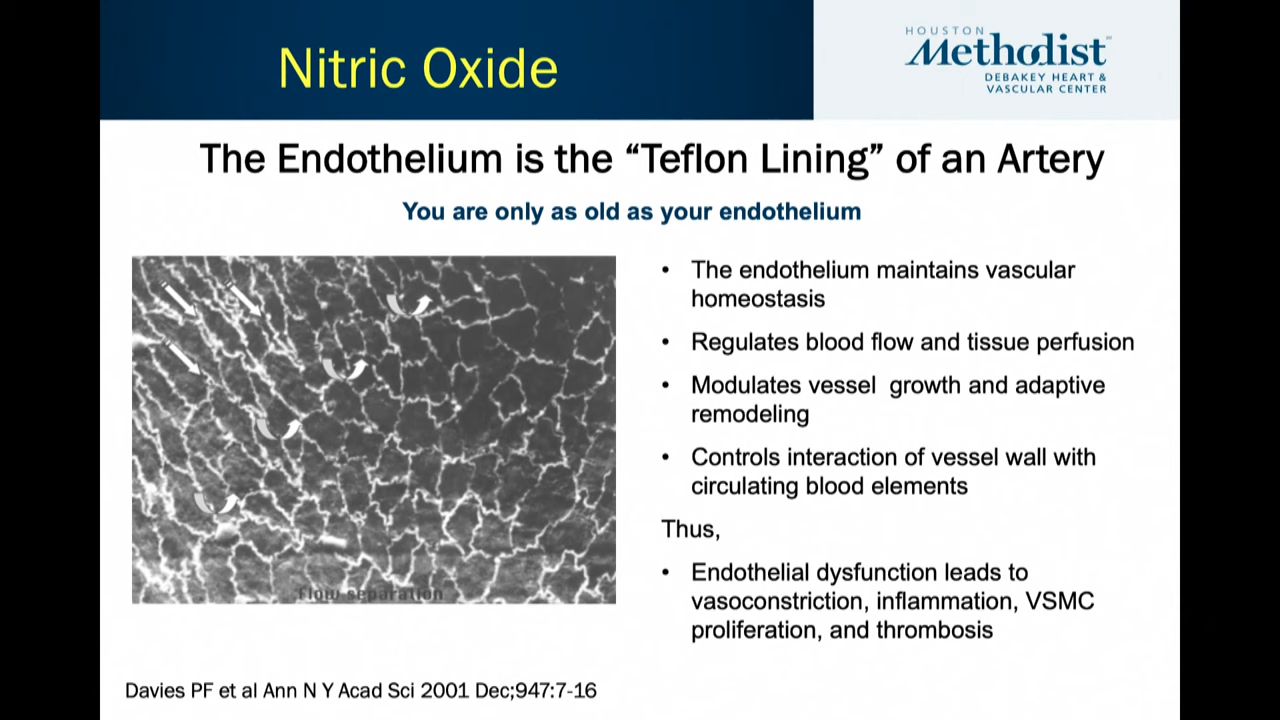 Nitric Oxide
HOUSTON
Methodist
DEBAKEY HEART &
VASCULAR CENTER
The Endothelium is the “Teflon Lining” of an Artery
You are only as old as your endothelium
• The endothelium maintains vascular
homeostasis
• Regulates blood flow and tissue perfusion
• Modulates vessel growth and adaptive
remodeling
• Controls interaction of vessel wall with
circulating blood elements
Thus,
• Endothelial dysfunction leads to
vasoconstriction, inflammation, VSMC
proliferation, and thrombosis
Flow separation
Davies PF et al Ann N Y Acad Sci 2001 Dec;947:7-16